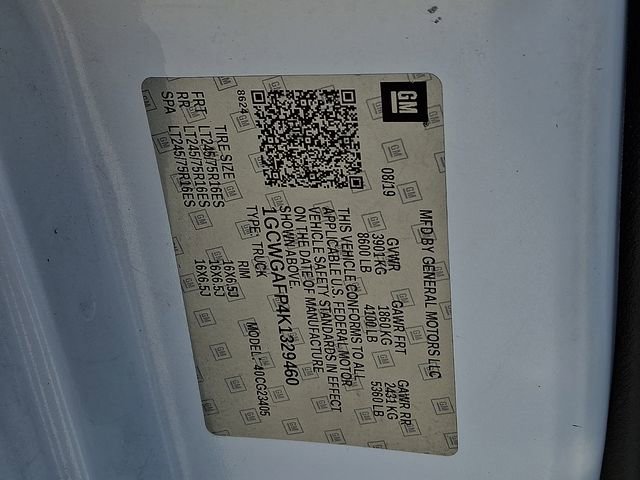 GM
MFD BY GENERAL MOTORS LLC
08/19 GVWR GAWR FRT GAWR RR
3901 KG 1860 KG 2431 KG
8600 LB 4100 LB 5360 LB
THIS VEHICLE CONFORMS TO ALL
APPLICABLE U.S. FEDERAL MOTOR
VEHICLE SAFETY STANDARDS IN EFFECT
ON THE DATE OF MANUFACTURE
SHOWN ABOVE.
1GCWGAFP4K1329460
TYPE: TRUCK MODEL: 40CG23405
8624
TIRE SIZE RIM
FRT LT245/75R16ES 16X6.5J
RR LT245/75R16ES 16X6.5J
SPA LT245/75R16ES 16X6.5J